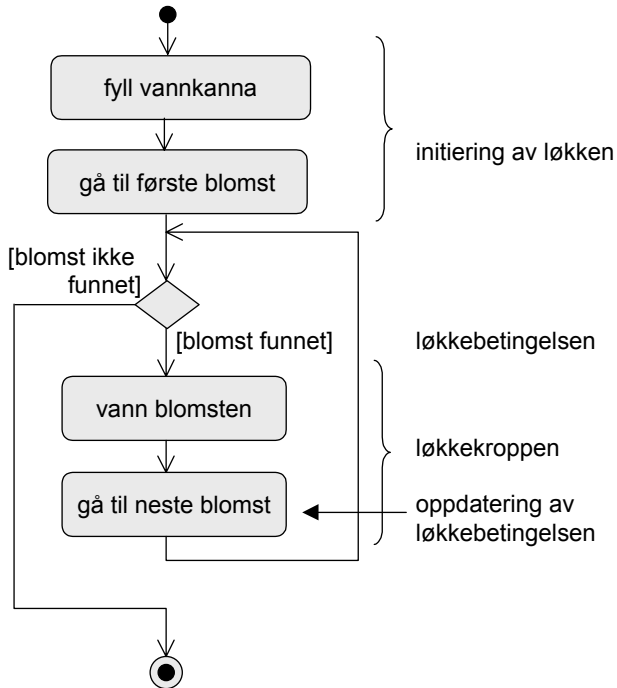 fyll vannkanna
initiering av løkken
gå til første blomst
[blomst ikke
funnet]
[blomst funnet]
løkkebetingelsen
vann blomsten
løkkekroppen
gå til neste blomst
oppdatering av
løkkebetingelsen